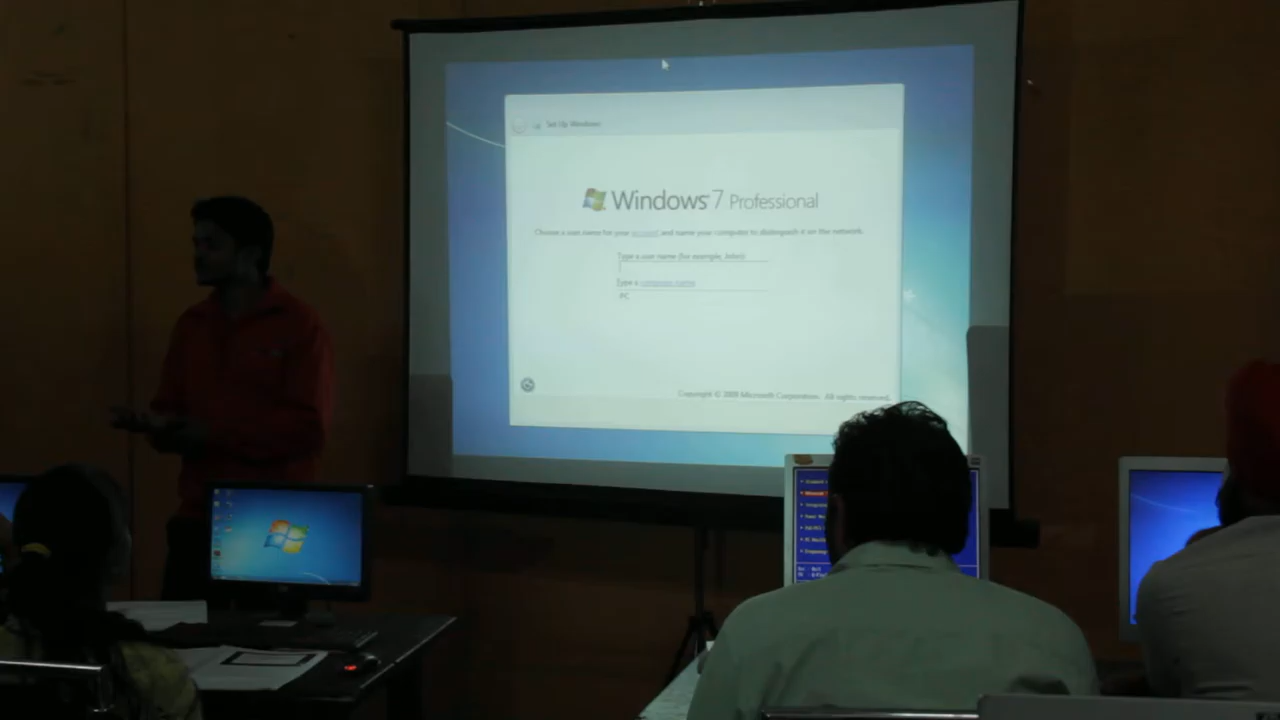 Set Up Windows
Windows 7 Professional
Choose a user name for your account and name your computer to distinguish it on the network.
Type a user name (for example, John):
Type a computer name:
PC
Copyright © 2009 Microsoft Corporation. All rights reserved.